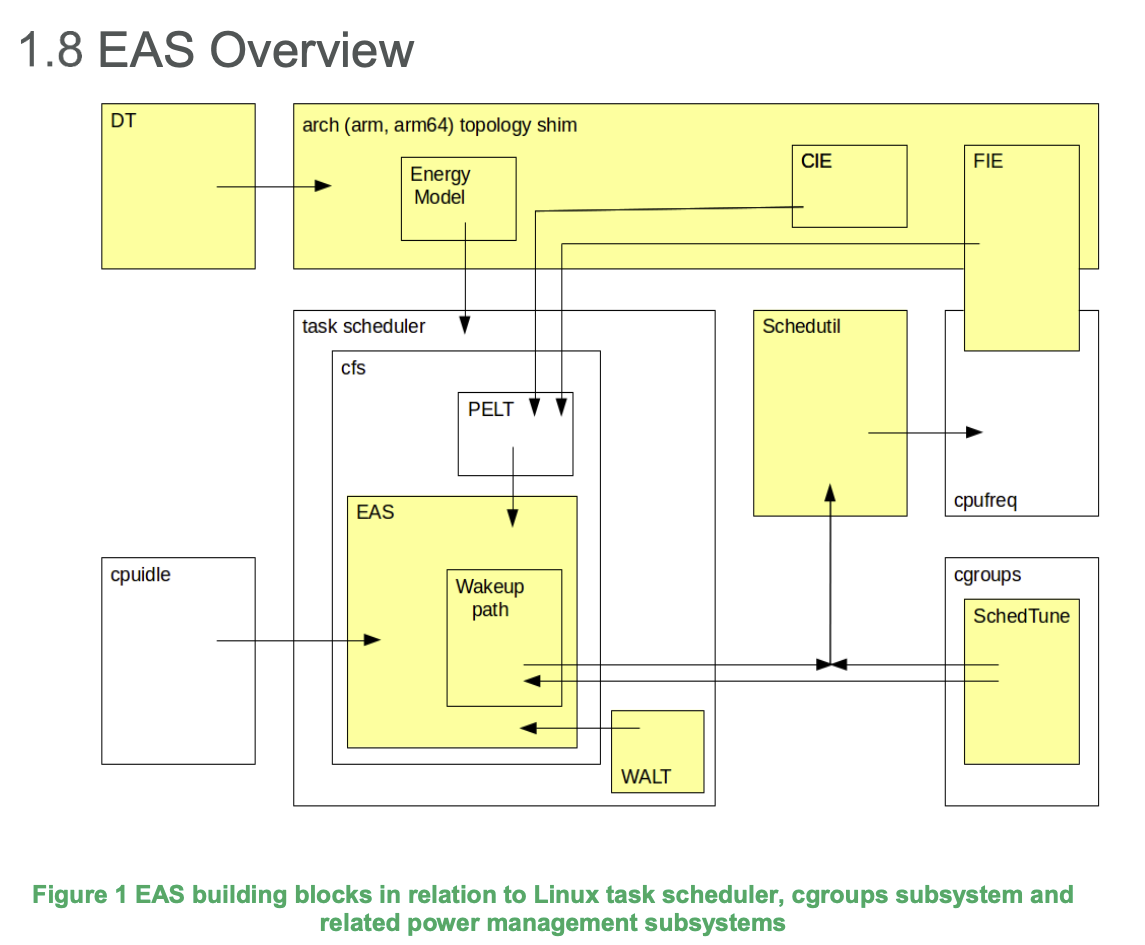 1.8 EAS Overview
DT
arch (arm, arm64) topology shim
Energy
Model
CIE
FIE
task scheduler
cfs
PELT
EAS
Wakeup
path
WALT
Schedutil
cpufreq
cpuidle
cgroups
SchedTune
Figure 1 EAS building blocks in relation to Linux task scheduler, cgroups subsystem and
related power management subsystems